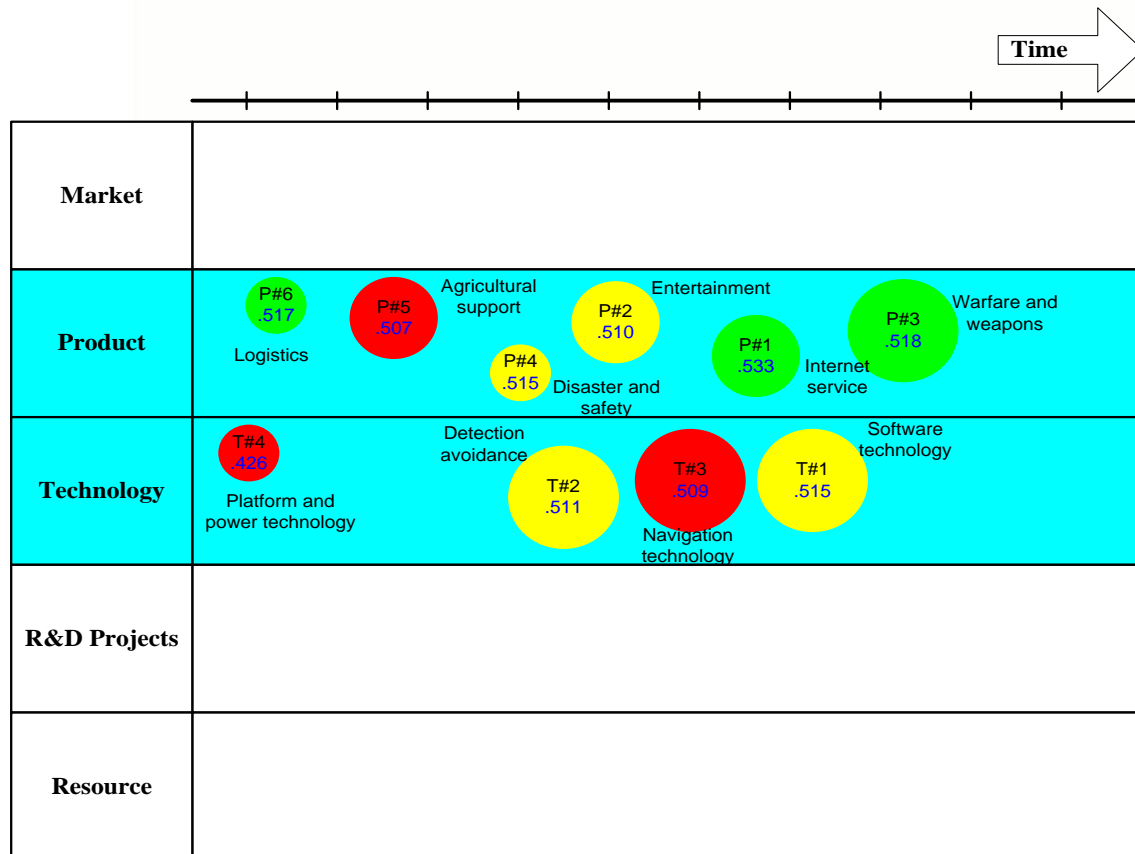 Time
Market
Product
P#6
.517
Logistics
P#5
.507
Agricultural
support
P#4
.515
Disaster and
safety
P#2
.510
Entertainment
P#1
.533
Internet
service
P#3
.518
Warfare and
weapons
Technology
T#4
.426
Platform and
power technology
Detection
avoidance
T#2
.511
T#3
.509
Navigation
technology
T#1
.515
Software
technology
R&D Projects
Resource